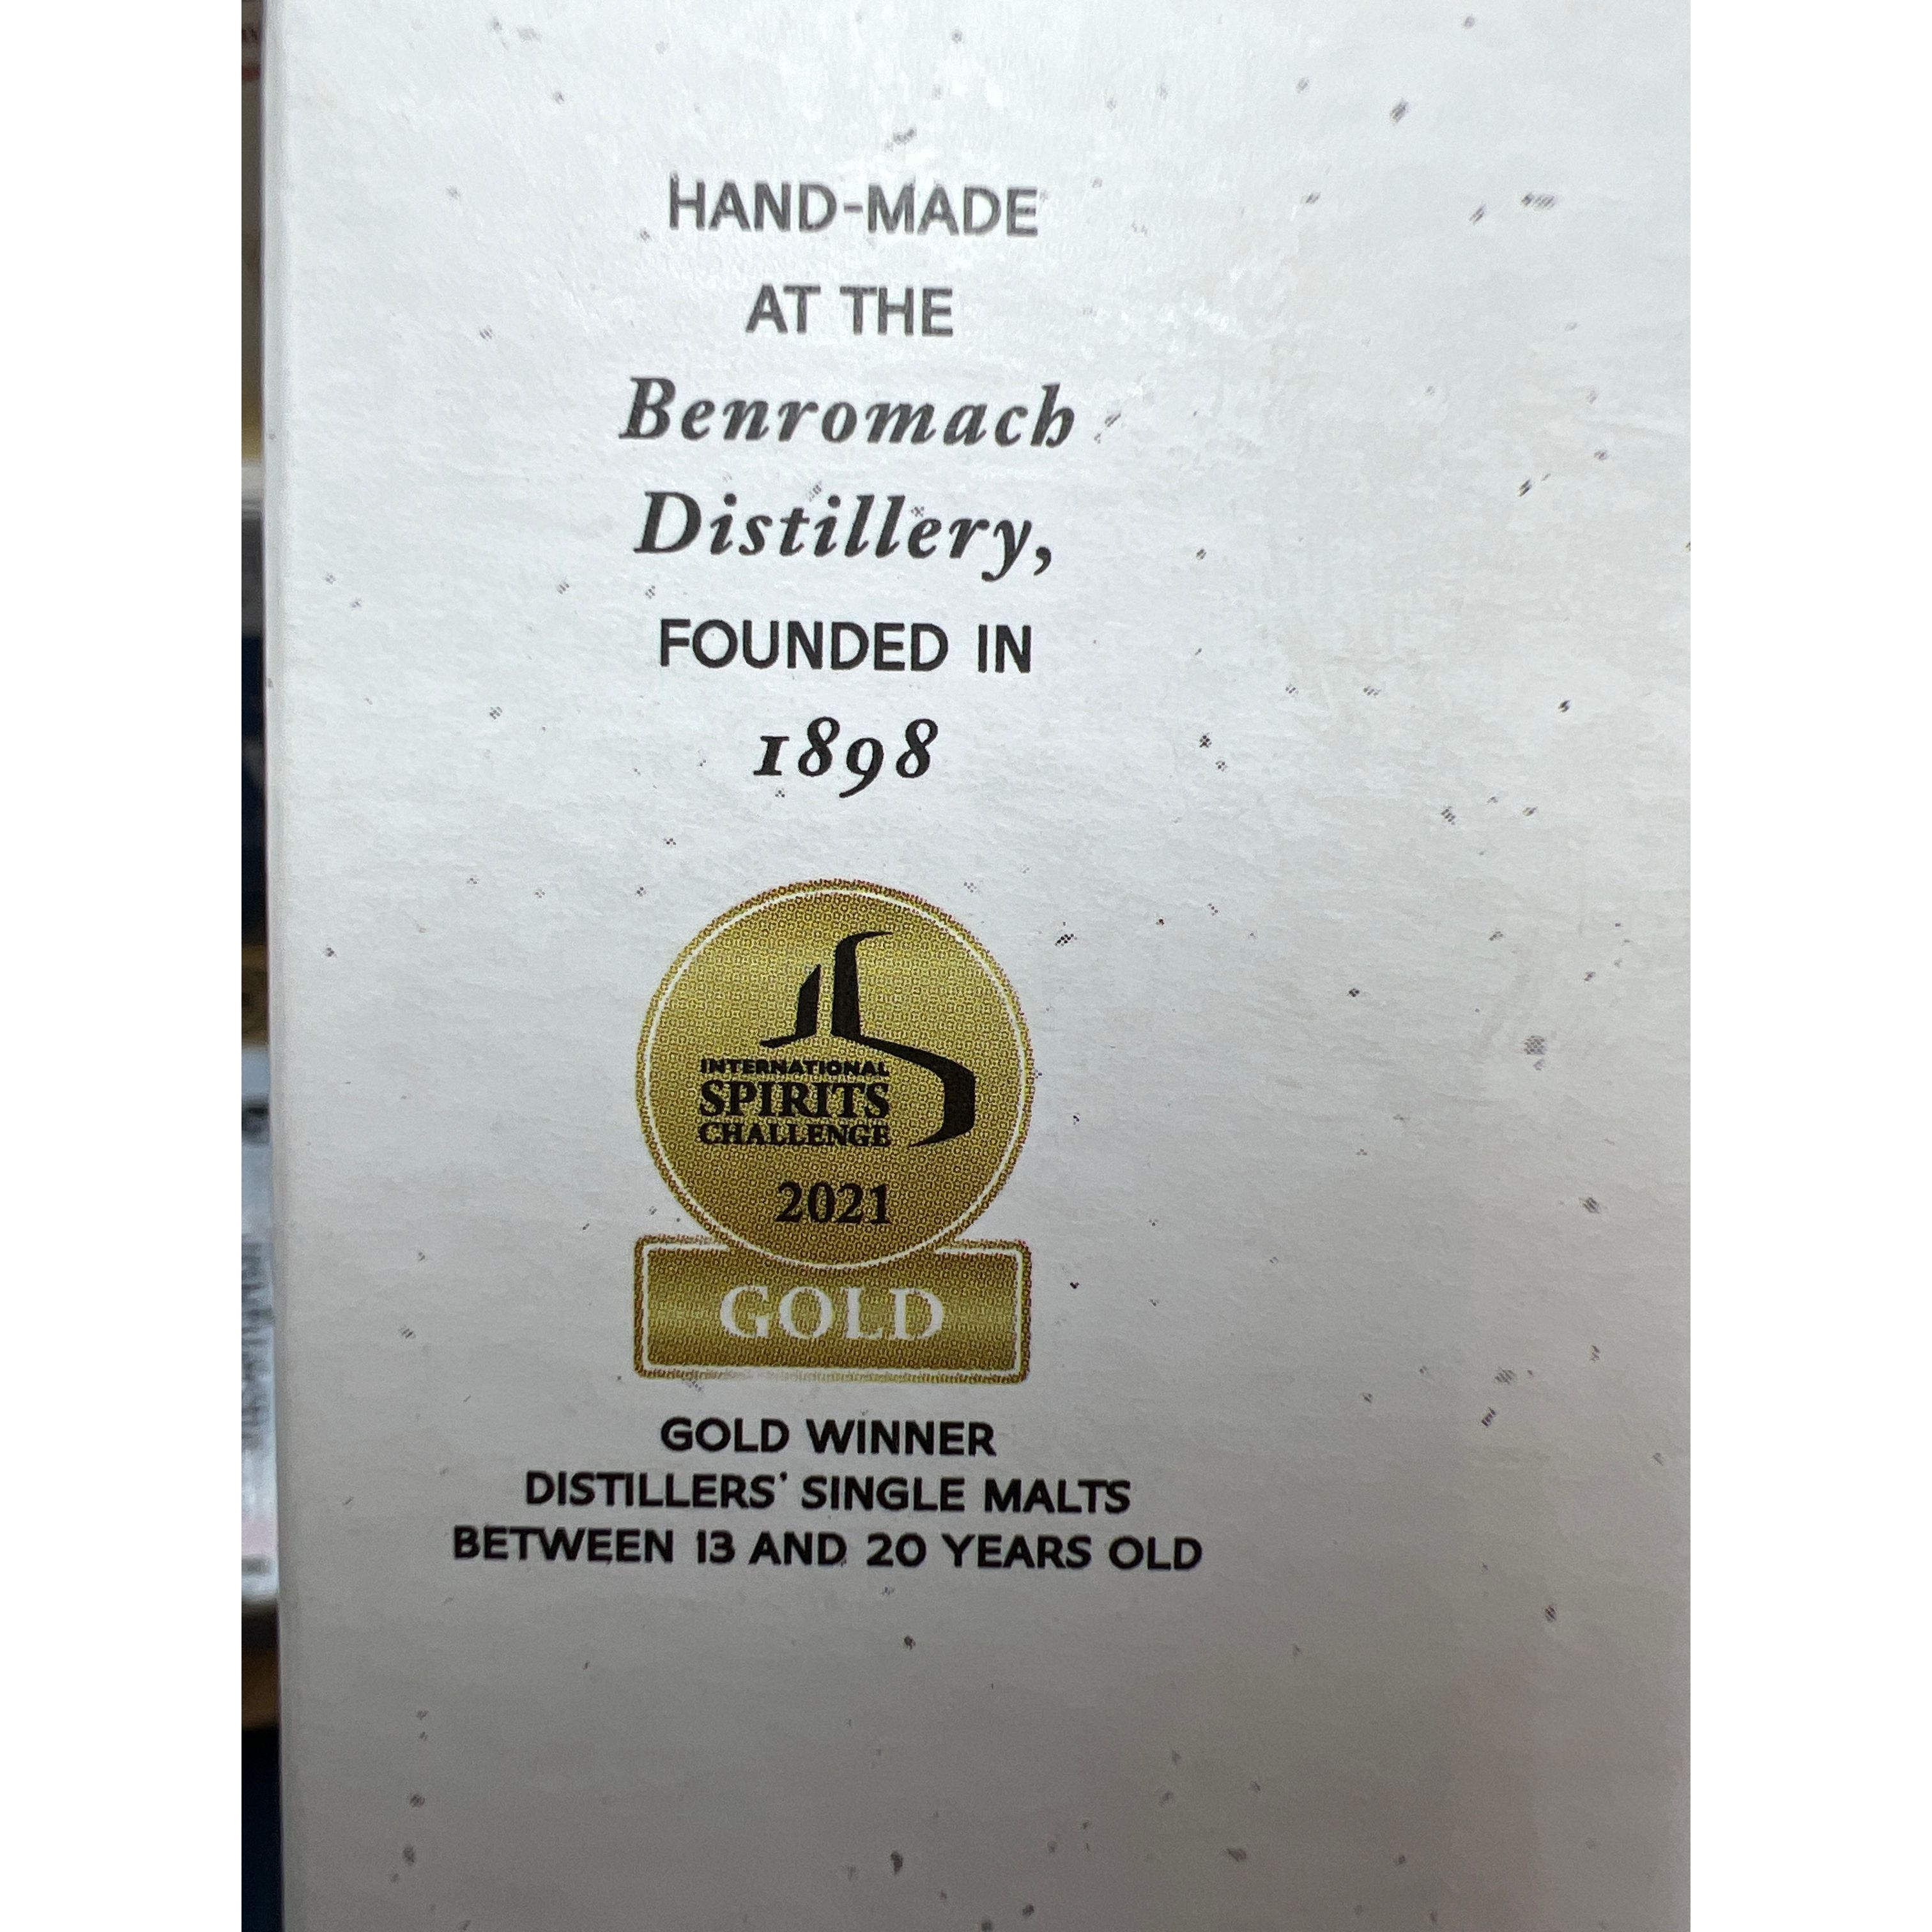 HAND-MADE
AT THE
Benromach
Distillery,
FOUNDED IN
1898
INTERNATIONAL
SPIRITS
CHALLENGE
2021
GOLD
GOLD WINNER
DISTILLERS' SINGLE MALTS
BETWEEN 13 AND 20 YEARS OLD